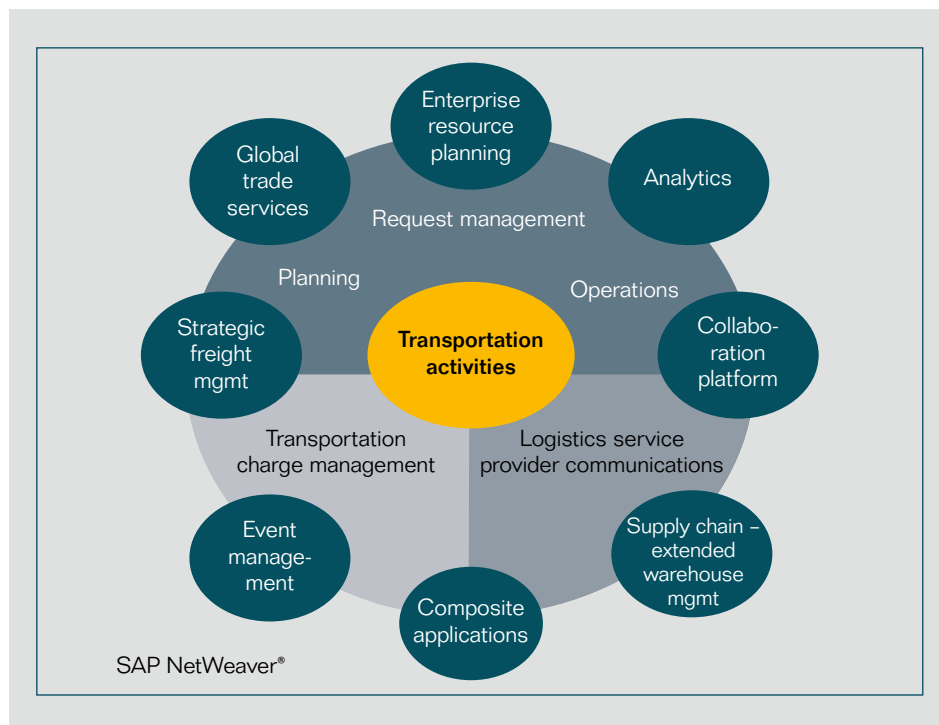 Enterprise
resource
planning
Global
trade
services
Analytics
Request management
Planning
Operations
Strategic
freight
mgmt
Transportation
activities
Collabo-
ration
platform
Transportation
charge management
Logistics service
provider communications
Event
manage-
ment
Supply chain –
extended
warehouse
mgmt
Composite
applications
SAP NetWeaver®